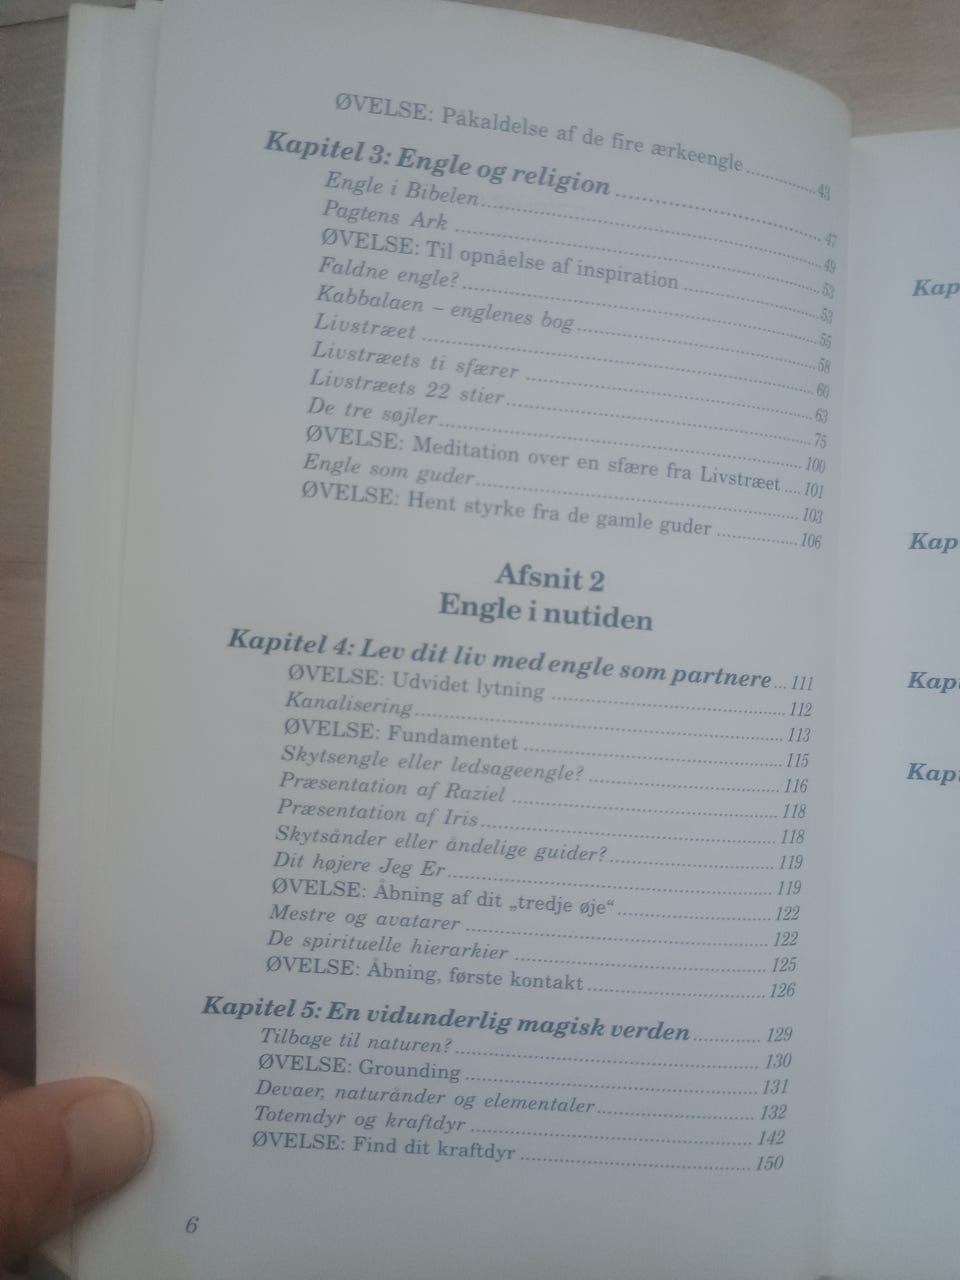 ØVELSE: Påkaldelse af de fire ærkeengle ..... 43
Kapitel 3: Engle og religion ..... 47
Engle i Bibelen ..... 49
Pagtens Ark ..... 53
ØVELSE: Til opnåelse af inspiration ..... 53
Faldne engle? ..... 55
Kabbalaen – englenes bog ..... 58
Livstræet ..... 60
Livstræets ti sfærer ..... 63
Livstræets 22 stier ..... 75
De tre søjler ..... 100
ØVELSE: Meditation over en sfære fra Livstræet .... 101
Engle som guder ..... 103
ØVELSE: Hent styrke fra de gamle guder ..... 106
Afsnit 2
Engle i nutiden
Kapitel 4: Lev dit liv med engle som partnere ... 111
ØVELSE: Udvidet lytning ..... 112
Kanalisering ..... 113
ØVELSE: Fundamentet ..... 115
Skytsengle eller ledsageengle? ..... 116
Præsentation af Raziel ..... 118
Præsentation af Iris ..... 118
Skytsånder eller åndelige guider? ..... 119
Dit højere Jeg Er ..... 119
ØVELSE: Åbning af dit „tredje øje“ ..... 122
Mestre og avatarer ..... 122
De spirituelle hierarkier ..... 125
ØVELSE: Åbning, første kontakt ..... 126
Kapitel 5: En vidunderlig magisk verden ..... 129
Tilbage til naturen? ..... 130
ØVELSE: Grounding ..... 131
Devaer, naturånder og elementaler ..... 132
Totemdyr og kraftdyr ..... 142
ØVELSE: Find dit kraftdyr ..... 150
6
Kap
Kap
Kapi
Kapi